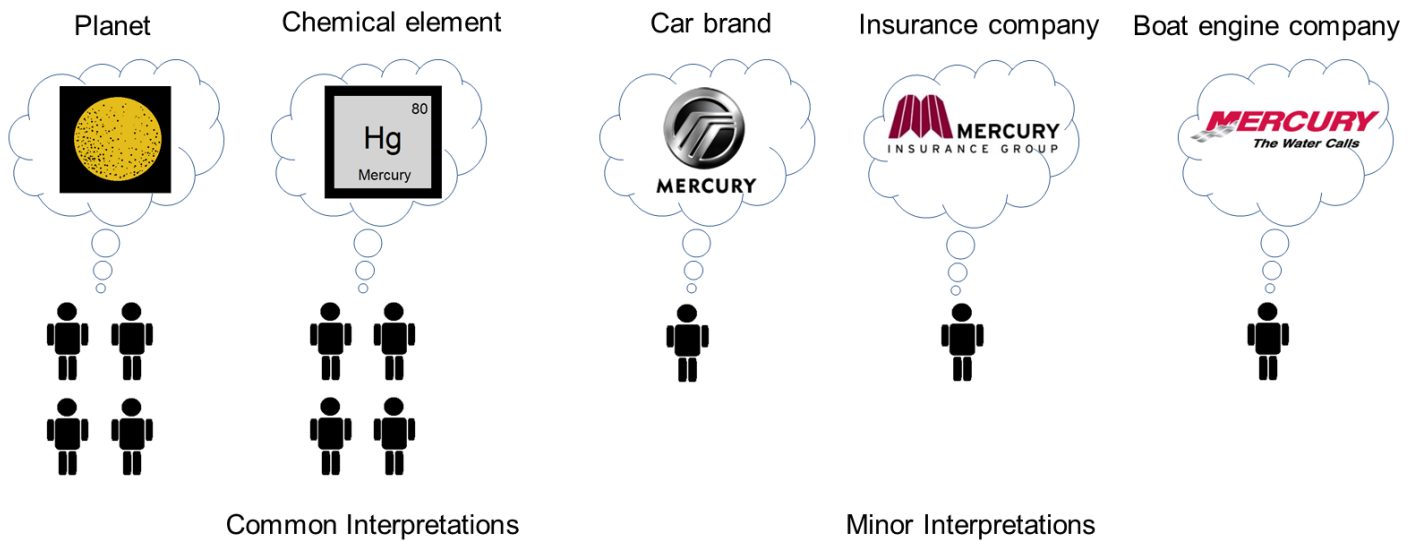 Planet
Chemical element
Car brand
Insurance company
Boat engine company
80
Hg
Mercury
MERCURY
MERCURY
INSURANCE GROUP
MERCURY
The Water Calls
Common Interpretations
Minor Interpretations